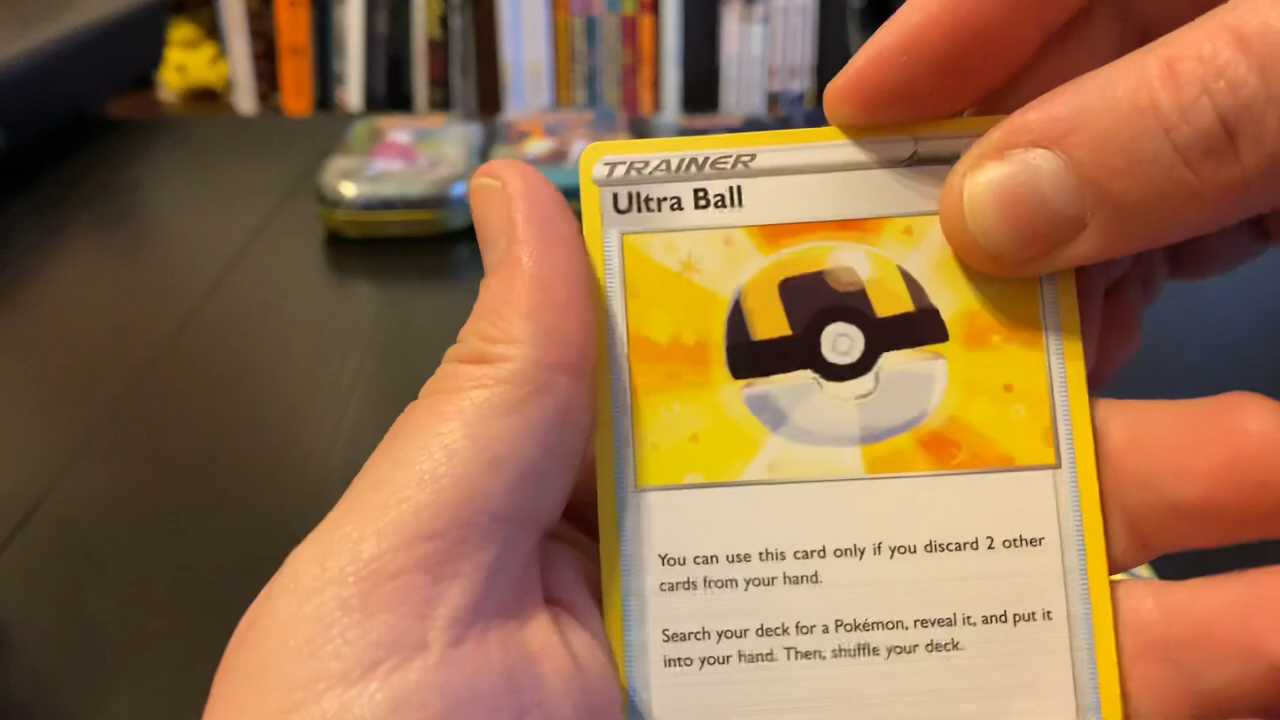 TRAINER
Ultra Ball
You can use this card only if you discard 2 other
cards from your hand.
Search your deck for a Pokémon, reveal it, and put it
into your hand. Then, shuffle your deck.